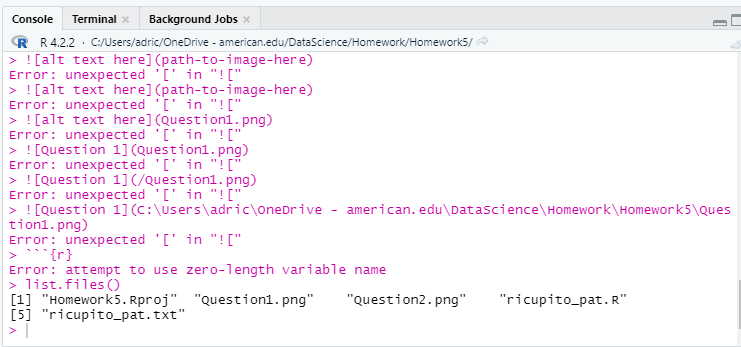 Console Terminal × Background Jobs ×
R R 4.2.2 · C:/Users/adric/OneDrive - american.edu/DataScience/Homework/Homework5/
> ![alt text here](path-to-image-here)
Error: unexpected '[' in "!["
> ![alt text here](path-to-image-here)
Error: unexpected '[' in "!["
> ![alt text here](Question1.png)
Error: unexpected '[' in "!["
> ![Question 1](Question1.png)
Error: unexpected '[' in "!["
> ![Question 1](/Question1.png)
Error: unexpected '[' in "!["
> ![Question 1](C:\Users\adric\OneDrive - american.edu\DataScience\Homework\Homework5\Ques
tion1.png)
Error: unexpected '[' in "!["
> ```{r}
Error: attempt to use zero-length variable name
> list.files()
[1] "Homework5.Rproj"  "Question1.png"    "Question2.png"    "ricupito_pat.R"
[5] "ricupito_pat.txt"
>